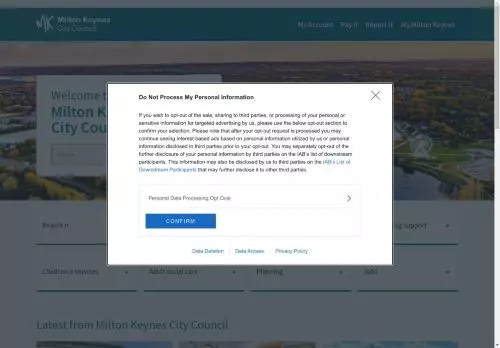 Milton Keynes
City Council
My Account Pay it Report it My Milton Keynes
Welcome t
Milton K
City Counc
Do Not Process My Personal Information
If you wish to opt-out of the sale, sharing to third parties, or processing of your personal or
sensitive information for targeted advertising by us, please use the below opt-out section to
confirm your selection. Please note that after your opt-out request is processed you may
continue seeing interest-based ads based on personal information utilized by us or personal
information disclosed to third parties prior to your opt-out. You may separately opt-out of the
further disclosure of your personal information by third parties on the IAB's list of downstream
participants. This information may also be disclosed by us to third parties on the IAB's List of
Downstream Participants that may further disclose it to other third parties.
Personal Data Processing Opt Outs
CONFIRM
Data Deletion Data Access Privacy Policy
Report it
ng support
Children's services Adult social care Planning Jobs
Latest from Milton Keynes City Council